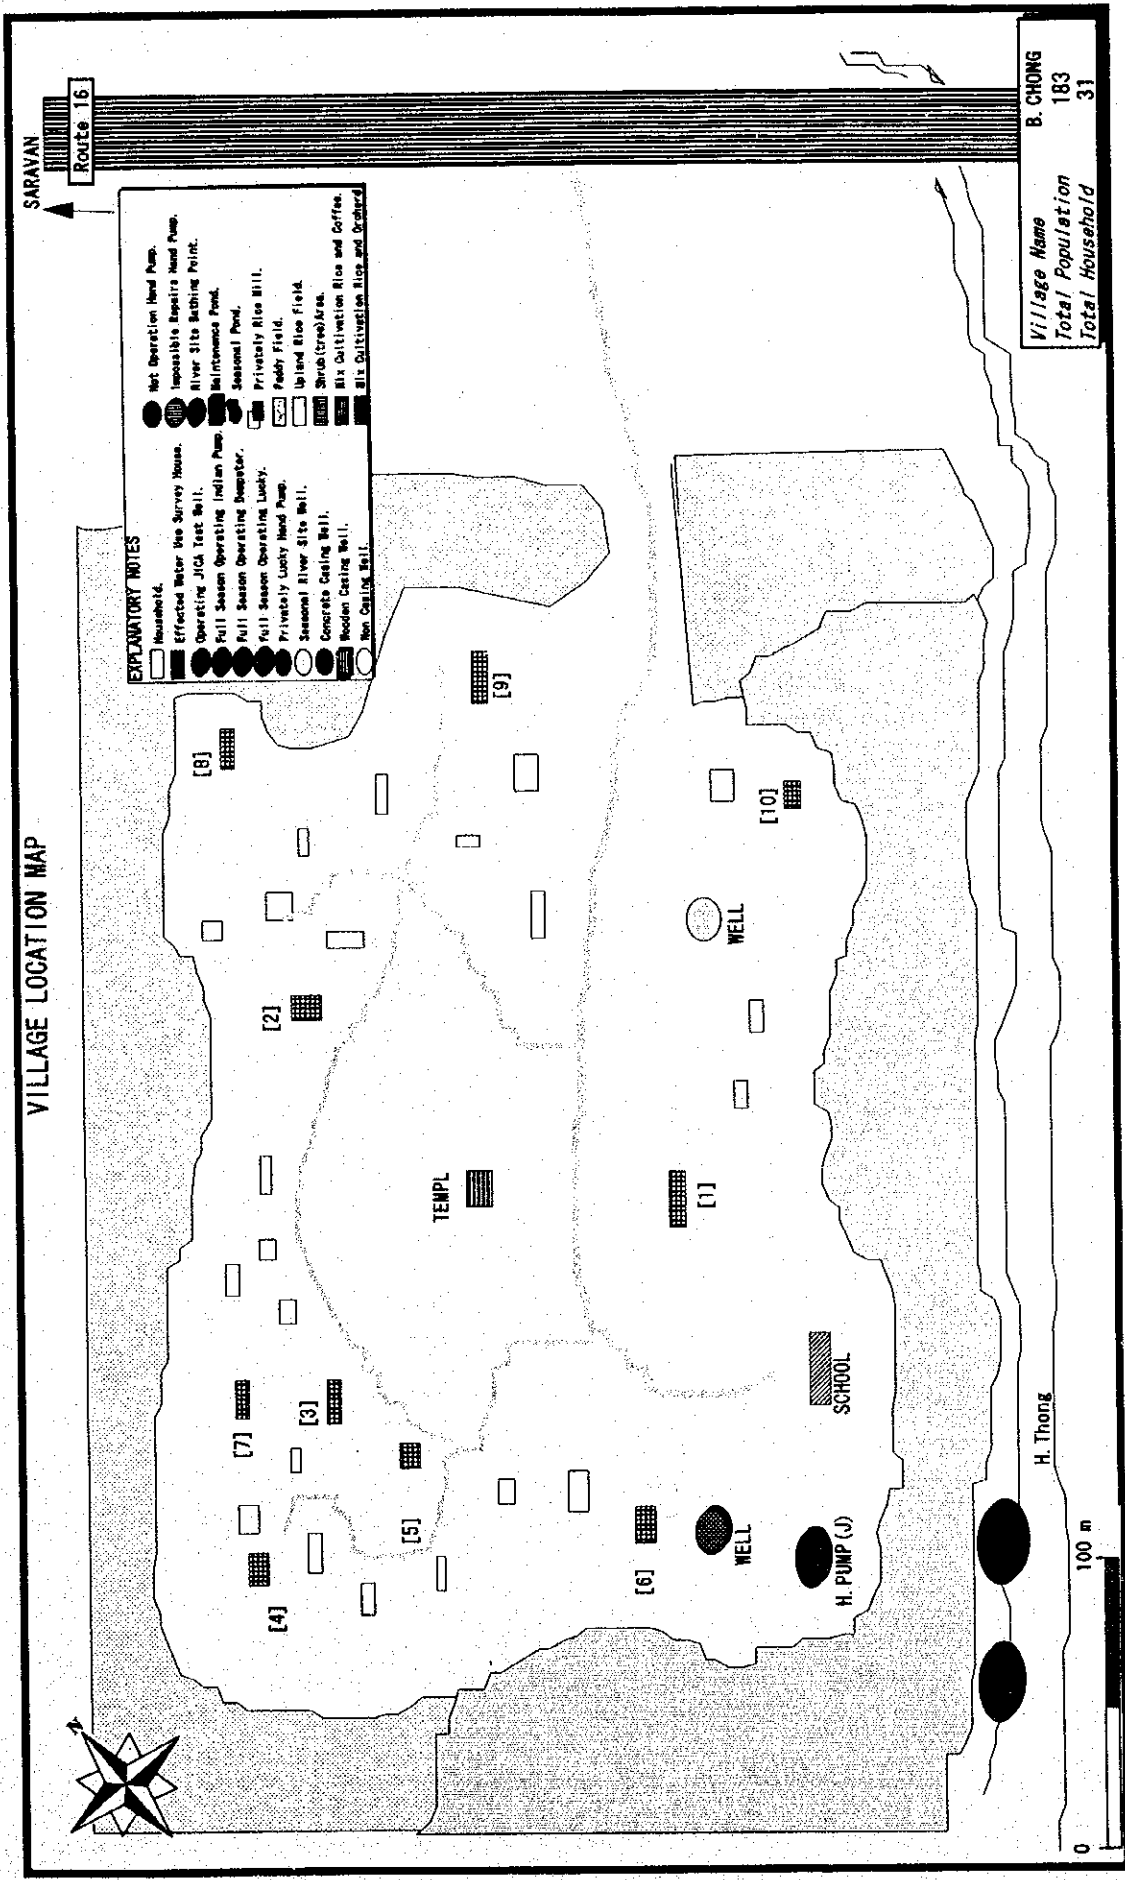 VILLAGE LOCATION MAP
SARAVAN
Route 16
EXPLANATORY NOTES
Household.
Effected Water Use Survey House.
Operating JICA Test Well.
Full Season Operating Indian Pump.
Full Season Operating Dempster.
Full Season Operating Lucky.
Privately Lucky Hand Pump.
Seasonal River Site Well.
Concrete Casing Well.
Wooden Casing Well.
Non Casing Well.
Not Operation Hand Pump.
Impossible Repairs Hand Pump.
River Site Bathing Point.
Maintenance Pond.
Seasonal Pond.
Privately Rice Mill.
Paddy Field.
Upland Rice Field.
Shrub(tree)Area.
Mix Cultivation Rice and Coffee.
Mix Cultivation Rice and Orcherd
N
[8]
[9]
[10]
[2]
WELL
TEMPL
[1]
[7]
[3]
[5]
SCHOOL
[4]
[6]
WELL
H. PUMP(J)
H. Thong
0
100 m
Village Name B. CHONG
Total Population 183
Total Household 31